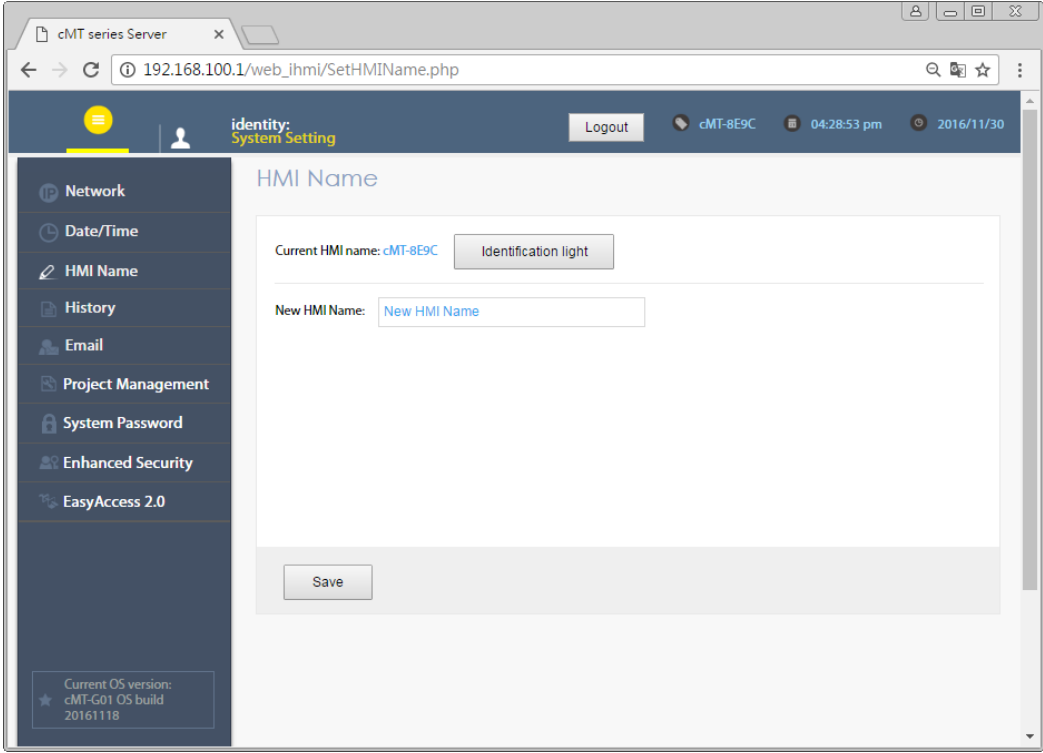 cMT series Server
192.168.100.1/web_ihmi/SetHMIName.php
identity:
System Setting
Logout
cMT-8E9C
04:28:53 pm
2016/11/30
Network
Date/Time
HMI Name
History
Email
Project Management
System Password
Enhanced Security
EasyAccess 2.0
Current OS version:
cMT-G01 OS build
20161118
HMI Name
Current HMI name: cMT-8E9C
Identification light
New HMI Name:
New HMI Name
Save